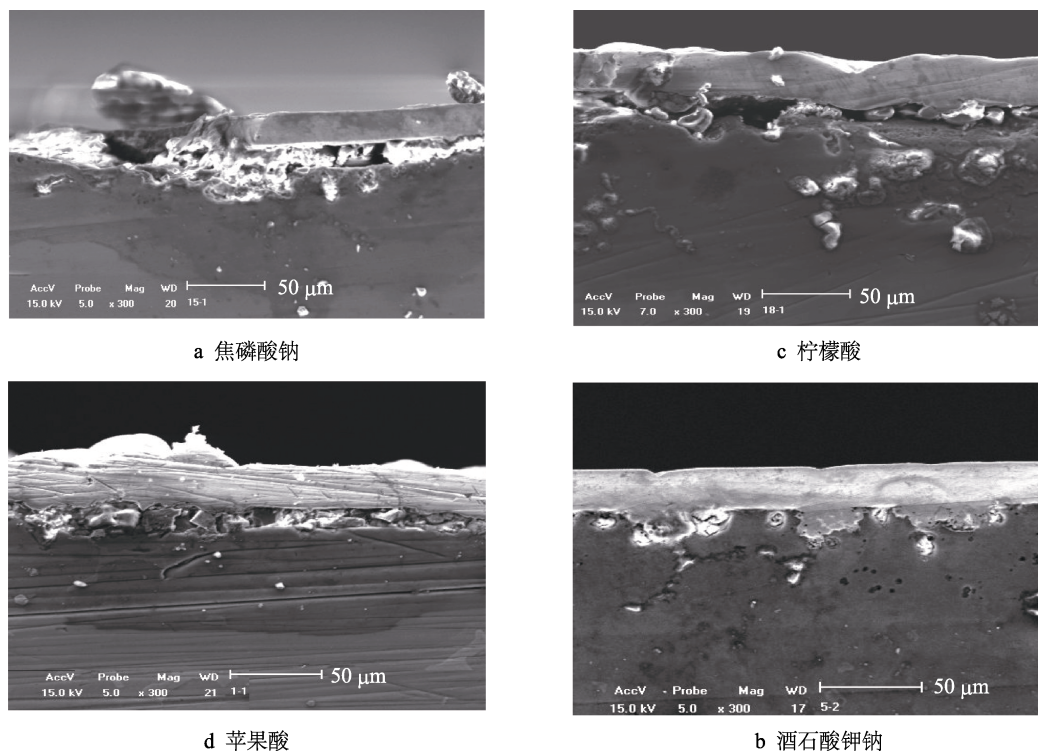 50 μm
AccV Probe Mag WD
15.0 kV 5.0 x 300 20 15-1
a 焦磷酸钠
50 μm
AccV Probe Mag WD
15.0 kV 7.0 x 300 19 18-1
c 柠檬酸
50 μm
AccV Probe Mag WD
15.0 kV 5.0 x 300 21 1-1
d 苹果酸
50 μm
AccV - Probe Mag WD
15.0 kV 5.0 x 300 17 5-2
b 酒石酸钾钠